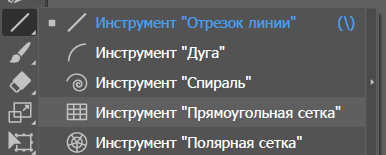 Инструмент "Отрезок линии" (\)
Инструмент "Дуга"
Инструмент "Спираль"
Инструмент "Прямоугольная сетка"
Инструмент "Полярная сетка"